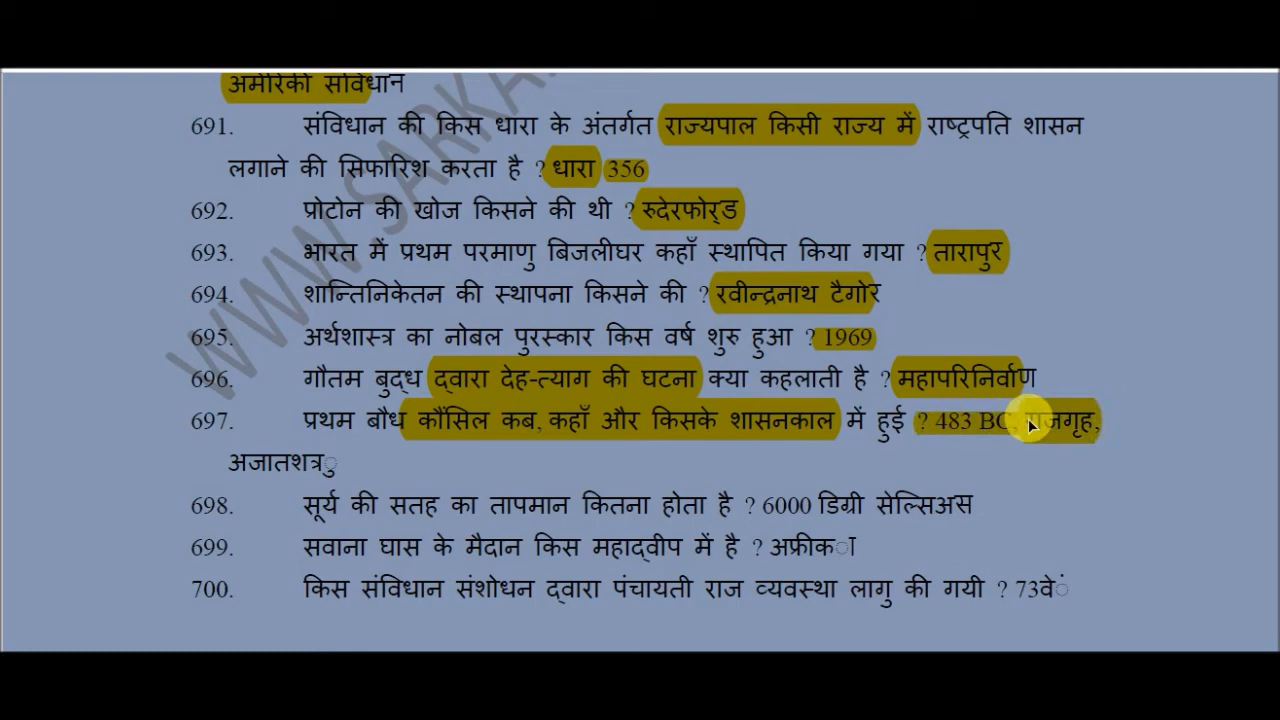 अमेरिकी संविधान
691. संविधान की किस धारा के अंतर्गत राज्यपाल किसी राज्य में राष्ट्रपति शासन
लगाने की सिफारिश करता है ? धारा 356
692. प्रोटोन की खोज किसने की थी ? रुदेरफोर्ड
693. भारत में प्रथम परमाणु बिजलीघर कहाँ स्थापित किया गया ? तारापुर
694. शान्तिनिकेतन की स्थापना किसने की ? रवीन्द्रनाथ टैगोर
695. अर्थशास्त्र का नोबल पुरस्कार किस वर्ष शुरु हुआ ? 1969
696. गौतम बुद्ध द्वारा देह-त्याग की घटना क्या कहलाती है ? महापरिनिर्वाण
697. प्रथम बौध कौंसिल कब, कहाँ और किसके शासनकाल में हुई ? 483 BC, राजगृह,
अजातशत्रु
698. सूर्य की सतह का तापमान कितना होता है ? 6000 डिग्री सेल्सिअस
699. सवाना घास के मैदान किस महाद्वीप में है ? अफ्रीका
700. किस संविधान संशोधन द्वारा पंचायती राज व्यवस्था लागु की गयी ? 73वें